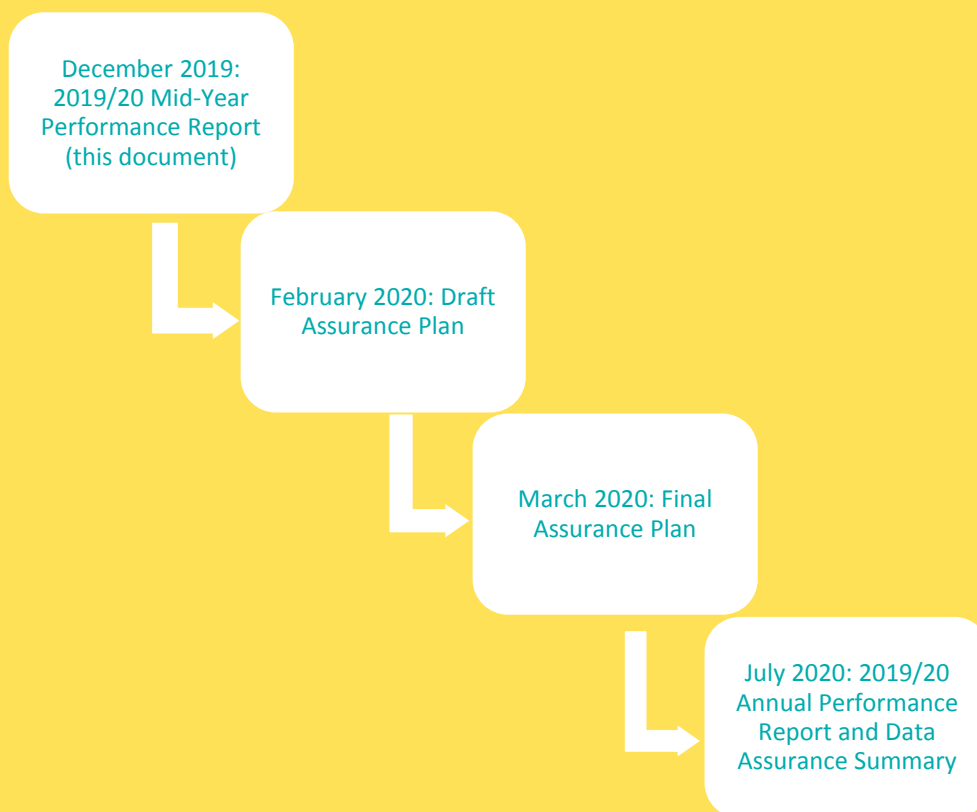 December 2019:
2019/20 Mid-Year
Performance Report
(this document)
February 2020: Draft
Assurance Plan
March 2020: Final
Assurance Plan
July 2020: 2019/20
Annual Performance
Report and Data
Assurance Summary